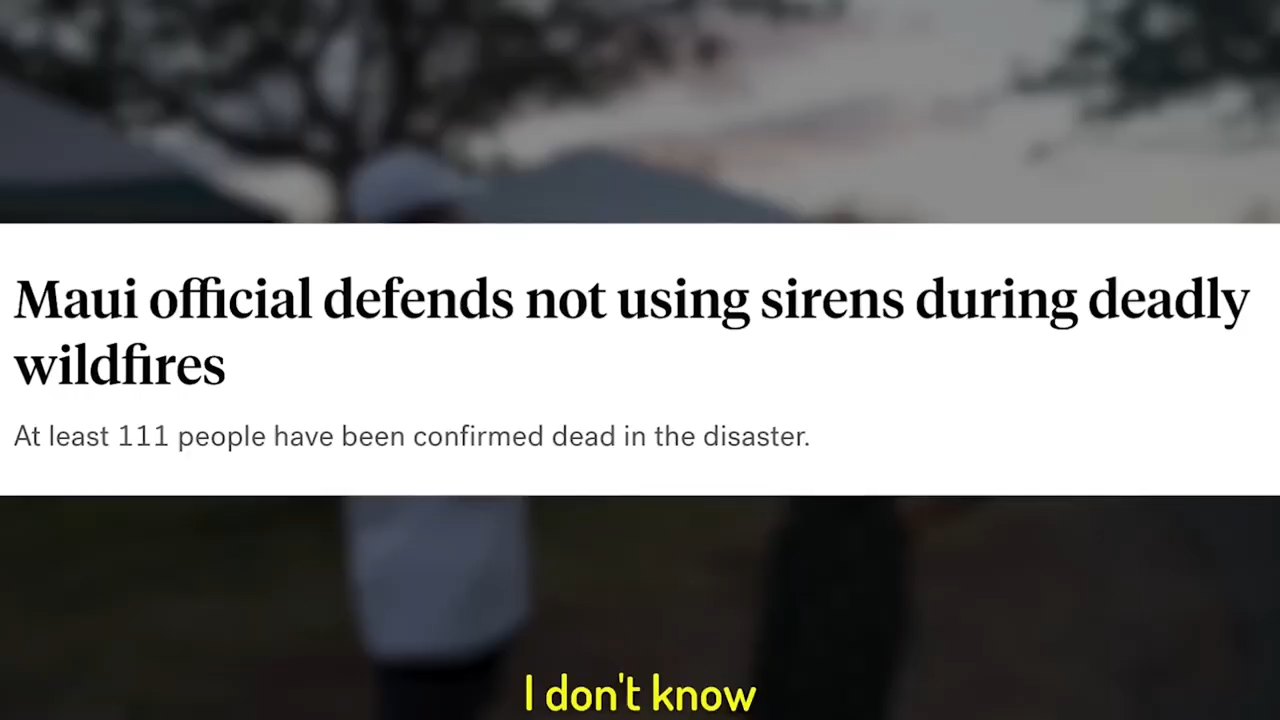 Maui official defends not using sirens during deadly
wildfires
At least 111 people have been confirmed dead in the disaster.
I don't know